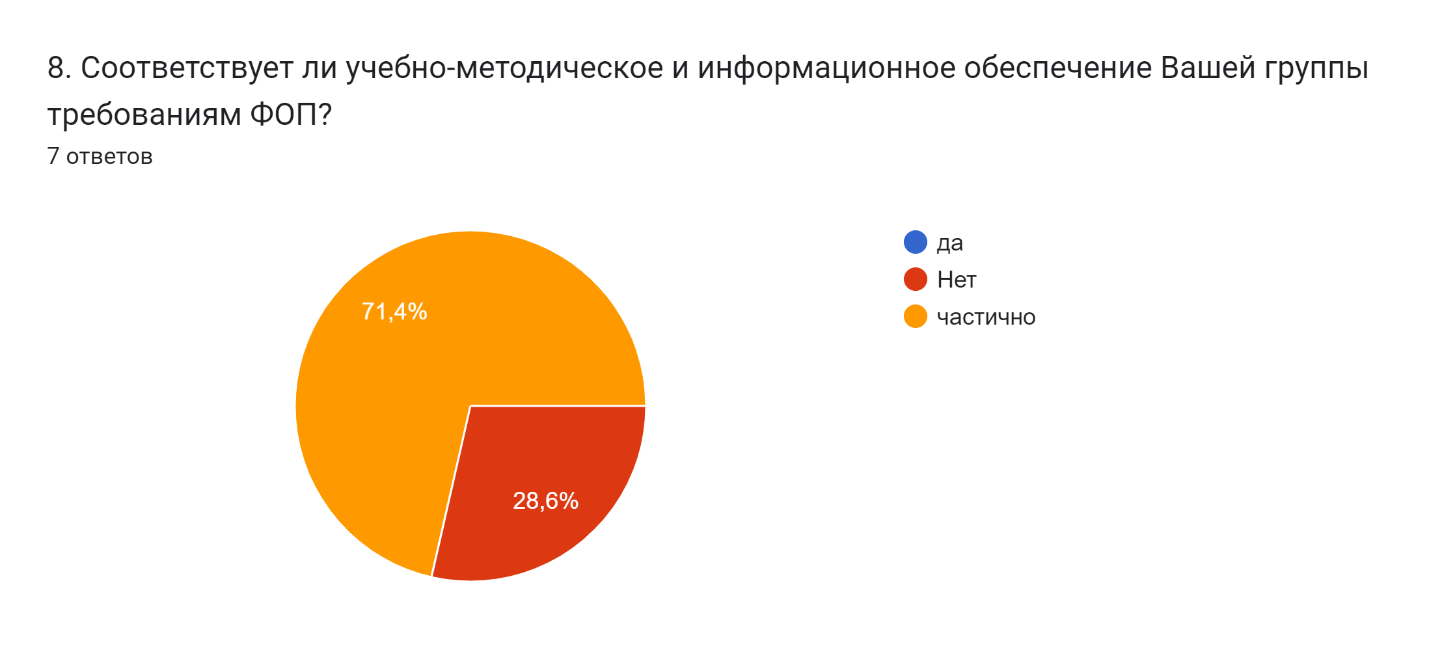 8. Соответствует ли учебно-методическое и информационное обеспечение Вашей группы
требованиям ФОП?
7 ответов
да
Нет
частично
71,4%
28,6%